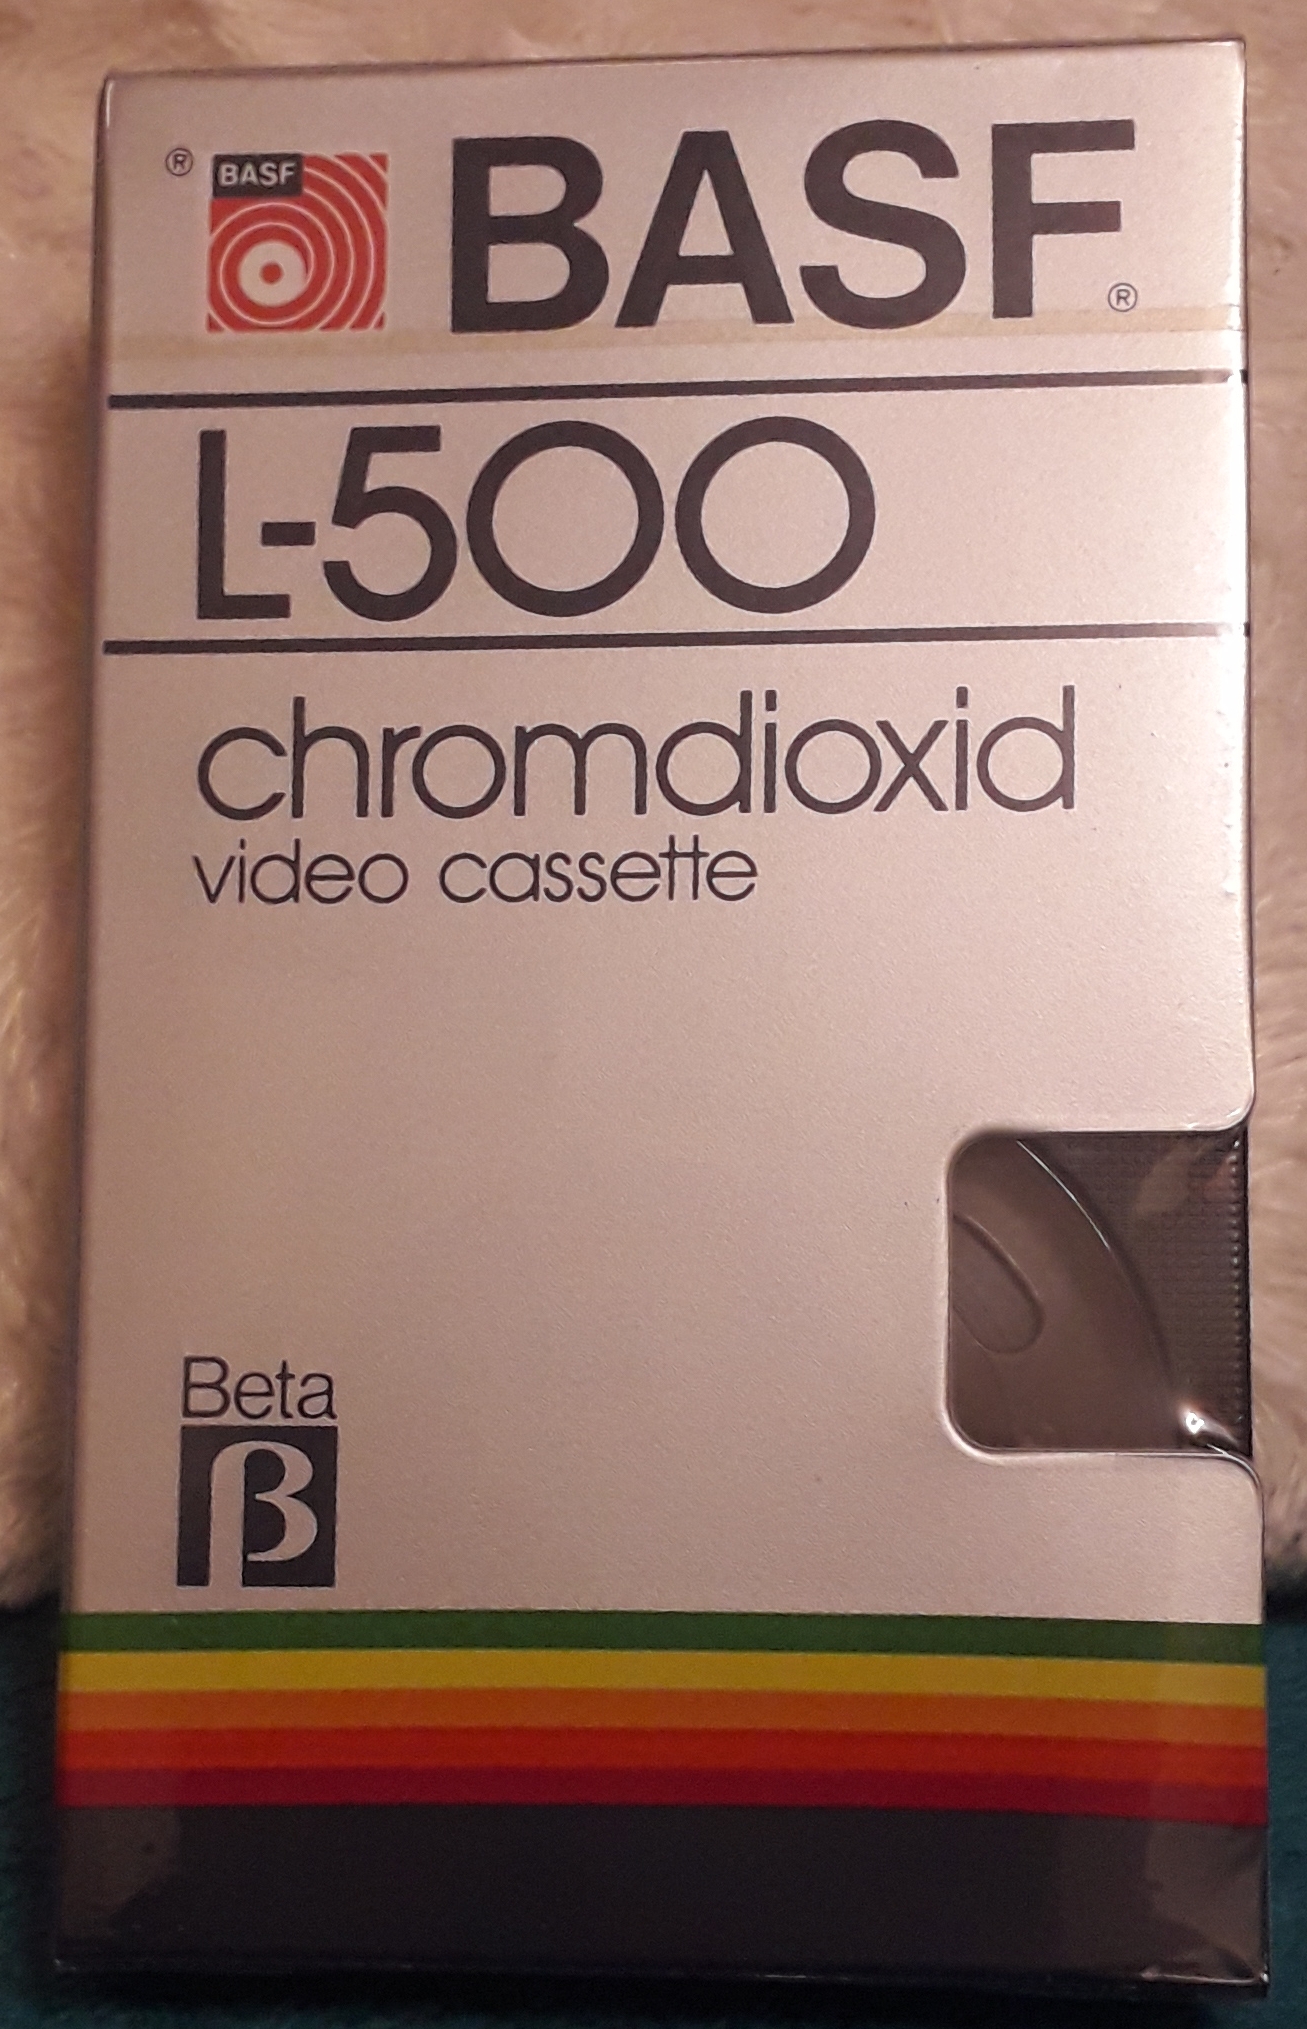 ® BASF BASF®
L-500
chromdioxid
video cassette
Beta
β